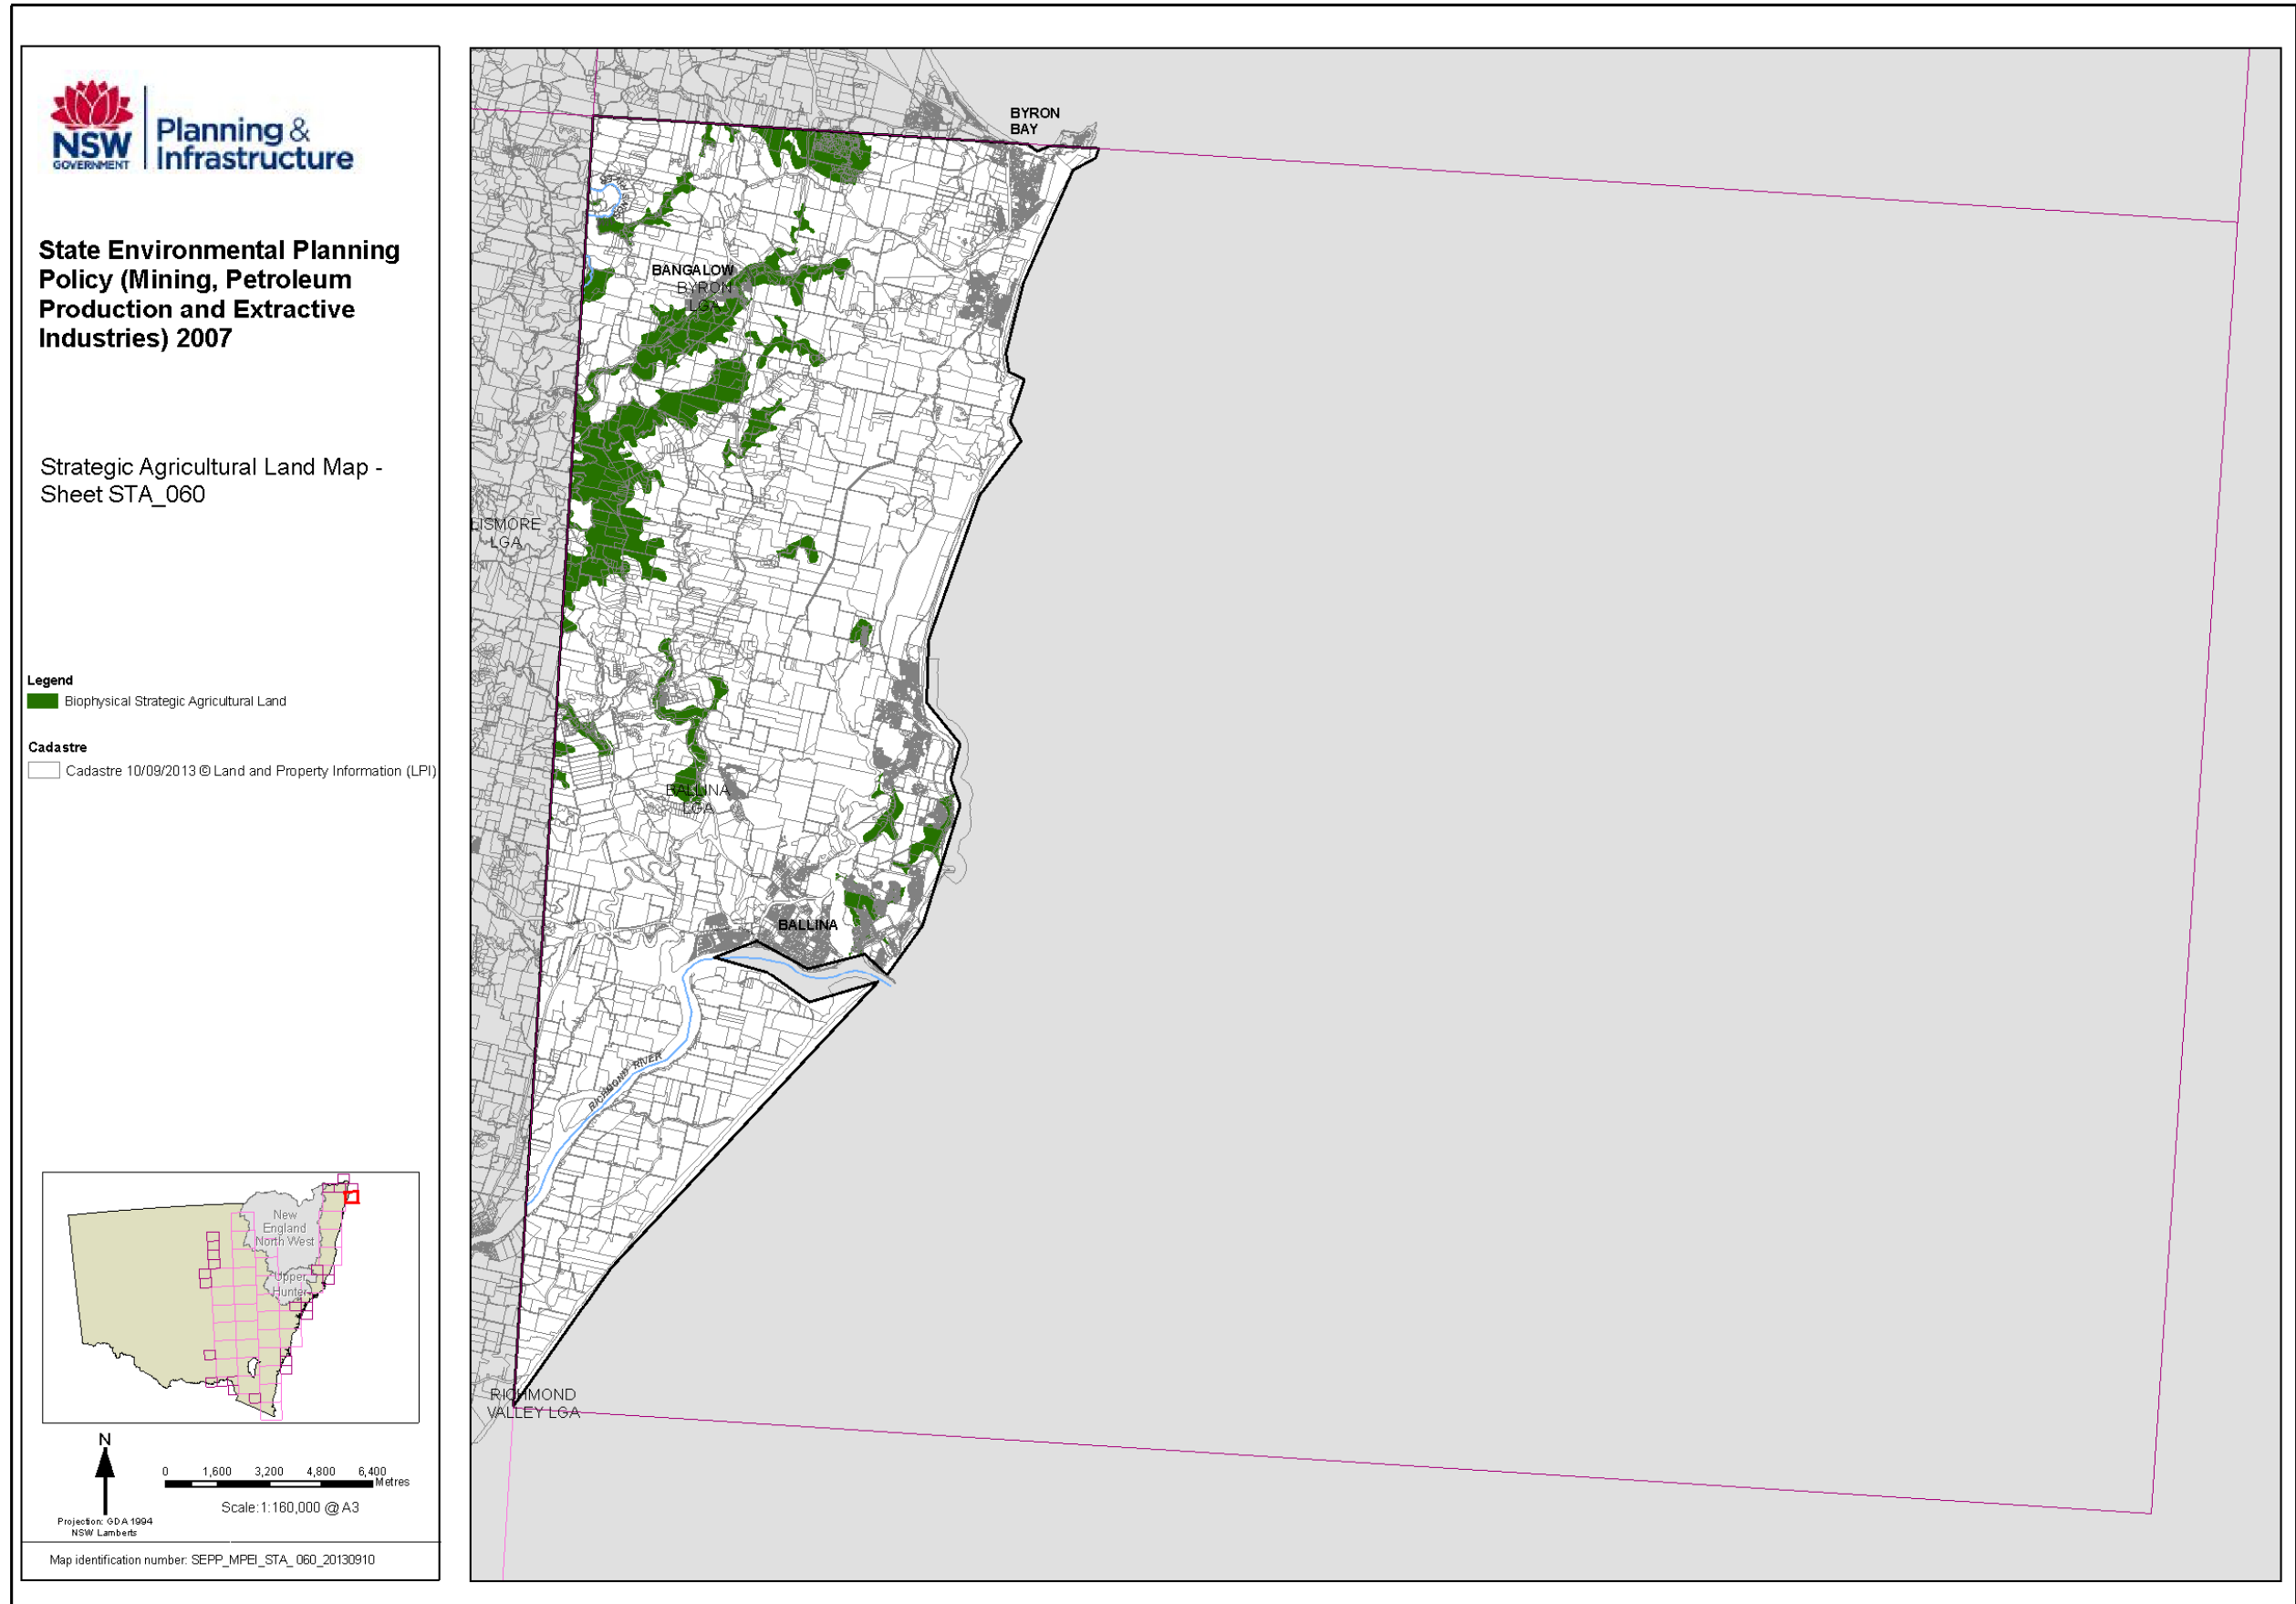 NSW
GOVERNMENT
Planning &
Infrastructure
State Environmental Planning
Policy (Mining, Petroleum
Production and Extractive
Industries) 2007
Strategic Agricultural Land Map -
Sheet STA_060
Legend
Biophysical Strategic Agricultural Land
Cadastre
Cadastre 10/09/2013 © Land and Property Information (LPI)
New
England
North West
Upper
Hunter
N
0 1,600 3,200 4,800 6,400
Metres
Scale:1:160,000 @ A3
Projection: GDA 1994
NSW Lamberts
Map identification number: SEPP_MPEI_STA_ 060_20130910
BYRON
BAY
BANGALOW
BYRON
LGA
LISMORE
LGA
BALLINA
LGA
BALLINA
RICHMOND RIVER
RICHMOND
VALLEY LGA